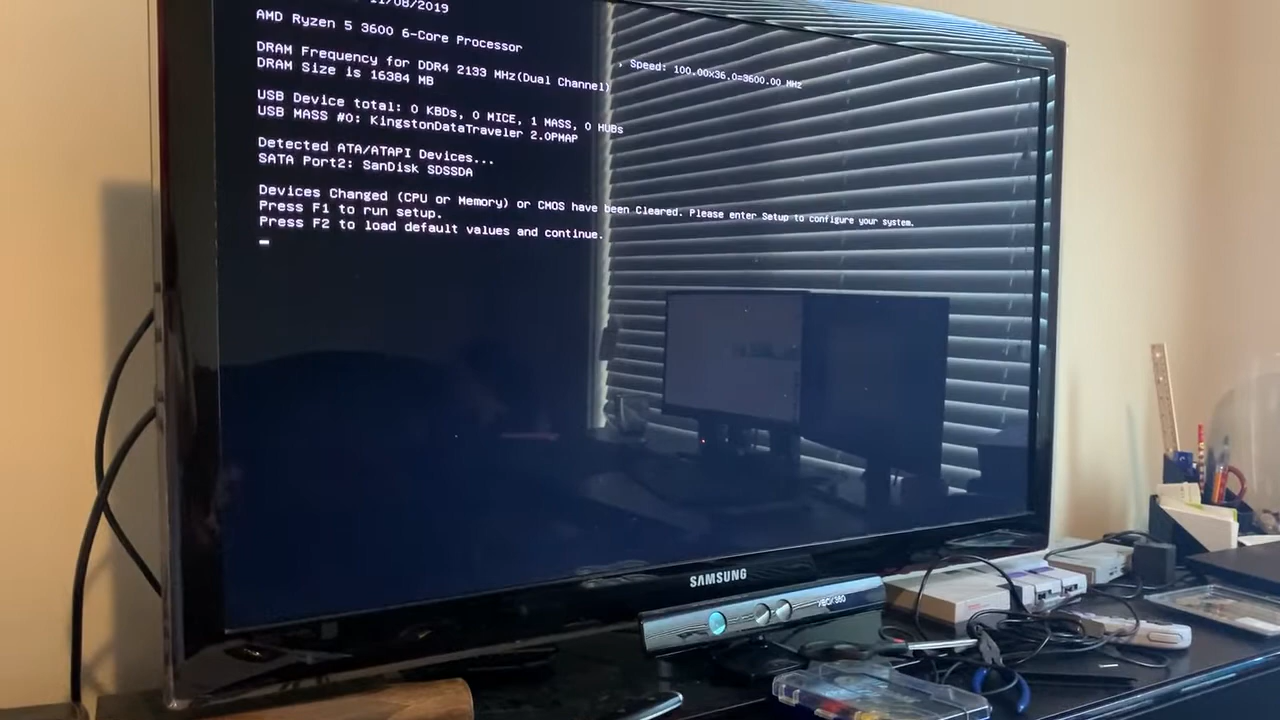 11/08/2019
AMD Ryzen 5 3600 6-Core Processor
, Speed: 100.00x36.0=3600.00 MHz
DRAM Frequency for DDR4 2133 MHz(Dual Channel)
DRAM Size is 16384 MB
USB Device total: 0 KBDs, 0 MICE, 1 MASS, 0 HUBs
USB MASS #0: KingstonDataTraveler 2.0PMAP
Detected ATA/ATAPI Devices...
SATA Port2: SanDisk SDSSDA
Devices Changed (CPU or Memory) or CMOS have been Cleared. Please enter Setup to configure your system.
Press F1 to run setup.
Press F2 to load default values and continue.
SAMSUNG
XBOX360